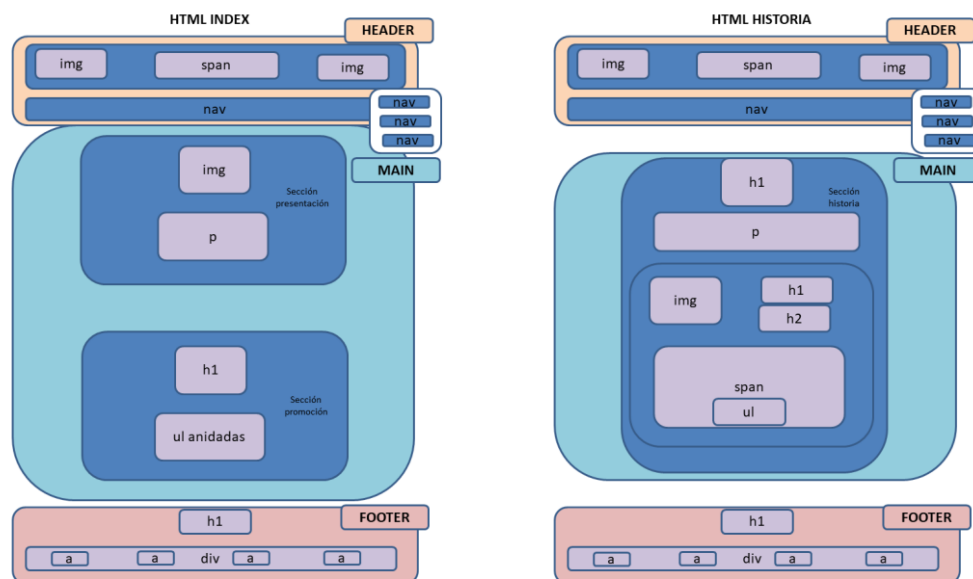 HTML INDEX
HEADER
img
span
img
nav
nav
nav
nav
MAIN
img
Sección
presentación
p
h1
Sección
promoción
ul anidadas
FOOTER
h1
a
a
div
a
a
HTML HISTORIA
HEADER
img
span
img
nav
nav
nav
nav
MAIN
h1
Sección
historia
p
img
h1
h2
span
ul
FOOTER
h1
a
a
div
a
a